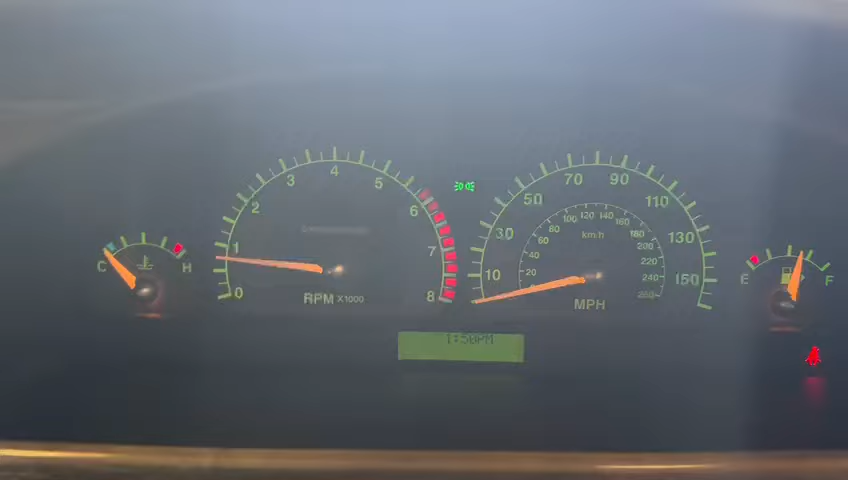 C H
0 1 2 3 4 5 6 7 8
RPM X1000
10 30 50 70 90 110 130 150
20 40 60 80 100 120 140 160 180 200 220 240 260
km/h
MPH
E F
1:50PM